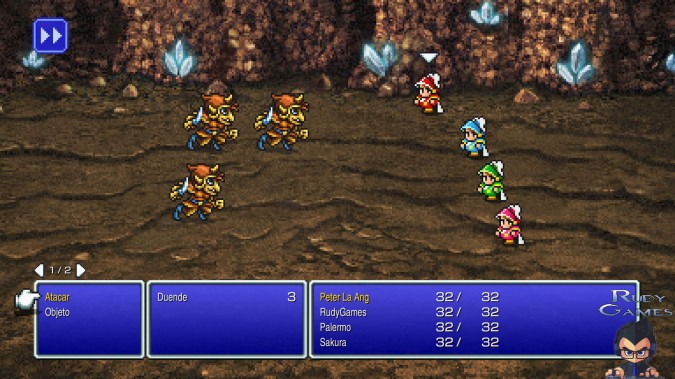 1 / 2
Atacar
Objeto
Duende 3
Peter La Ang 32 / 32
RudyGames 32 / 32
Palermo 32 / 32
Sakura 32 / 32
RUDY
GAMES